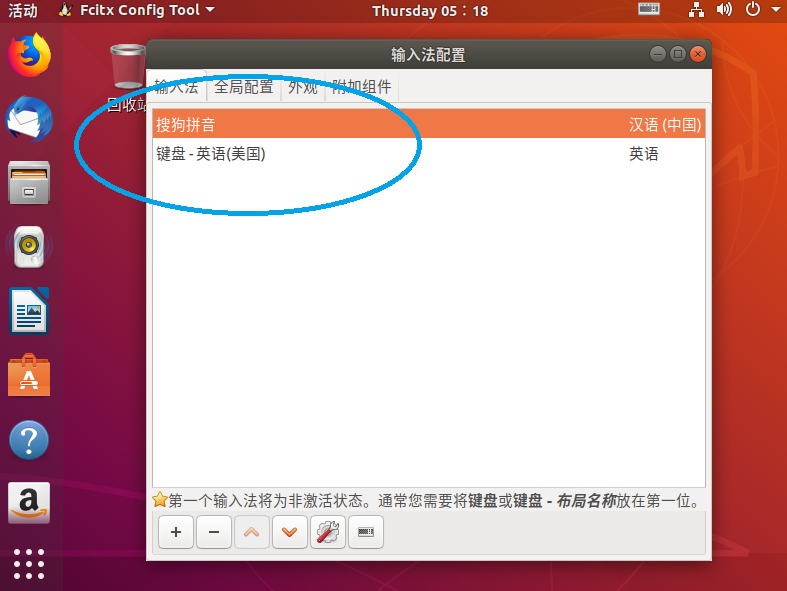 活动 Fcitx Config Tool Thursday 05：18
回收站
输入法配置
输入法 全局配置 外观 附加组件
搜狗拼音 汉语 (中国)
键盘 - 英语(美国) 英语
第一个输入法将为非激活状态。通常您需要将键盘或键盘 - 布局名称放在第一位。